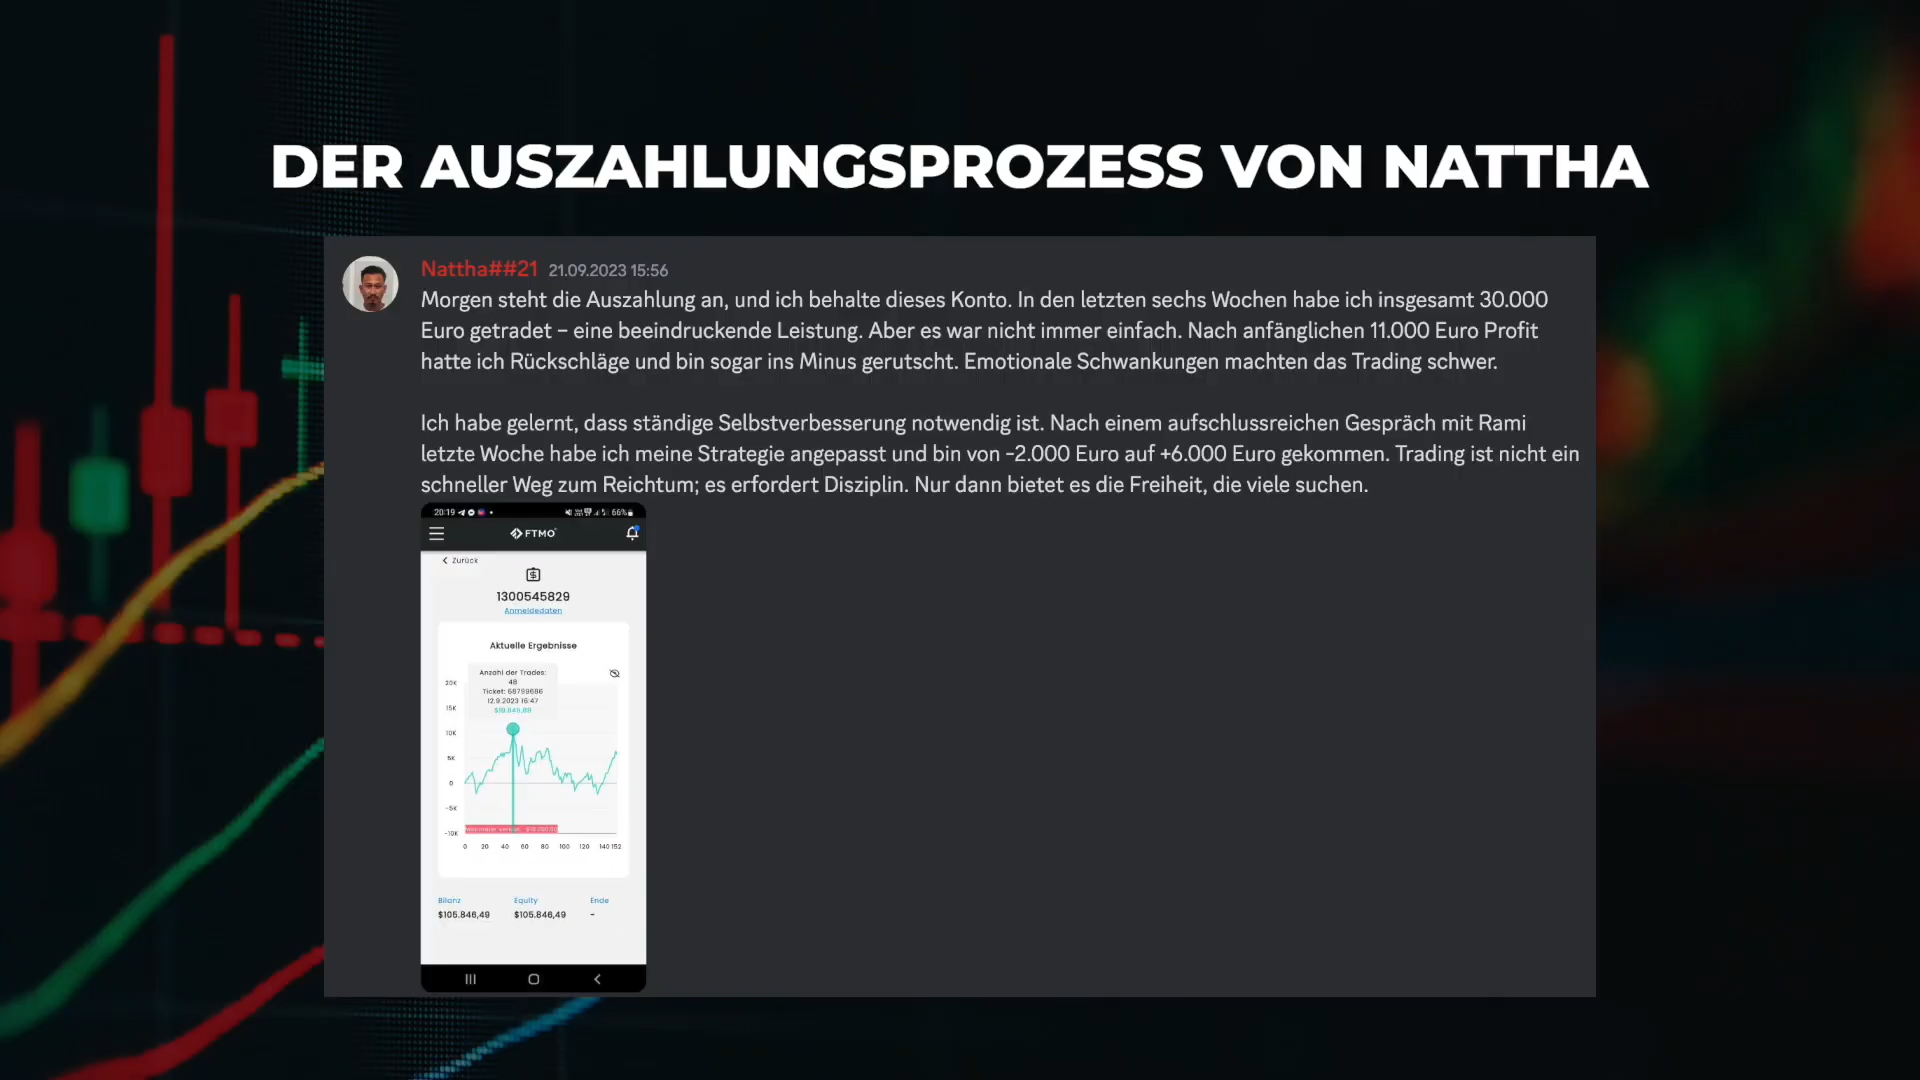 DER AUSZAHLUNGSPROZESS VON NATTHA
Nattha##21 21.09.2023 15:56
Morgen steht die Auszahlung an, und ich behalte dieses Konto. In den letzten sechs Wochen habe ich insgesamt 30.000
Euro getradet – eine beeindruckende Leistung. Aber es war nicht immer einfach. Nach anfänglichen 11.000 Euro Profit
hatte ich Rückschläge und bin sogar ins Minus gerutscht. Emotionale Schwankungen machten das Trading schwer.
Ich habe gelernt, dass ständige Selbstverbesserung notwendig ist. Nach einem aufschlussreichen Gespräch mit Rami
letzte Woche habe ich meine Strategie angepasst und bin von -2.000 Euro auf +6.000 Euro gekommen. Trading ist nicht ein
schneller Weg zum Reichtum; es erfordert Disziplin. Nur dann bietet es die Freiheit, die viele suchen.
20:19 66%
FTMO
Zurück
1300545829
Anmeldedaten
Aktuelle Ergebnisse
Anzahl der Trades:
48
Ticket: 68799686
12.9.2023 16:47
20K
15K
10K
5K
0
-5K
-10K
0 20 40 60 80 100 120 140 152
Bilanz Equity Ende
$105.846,49 $105.846,49 -